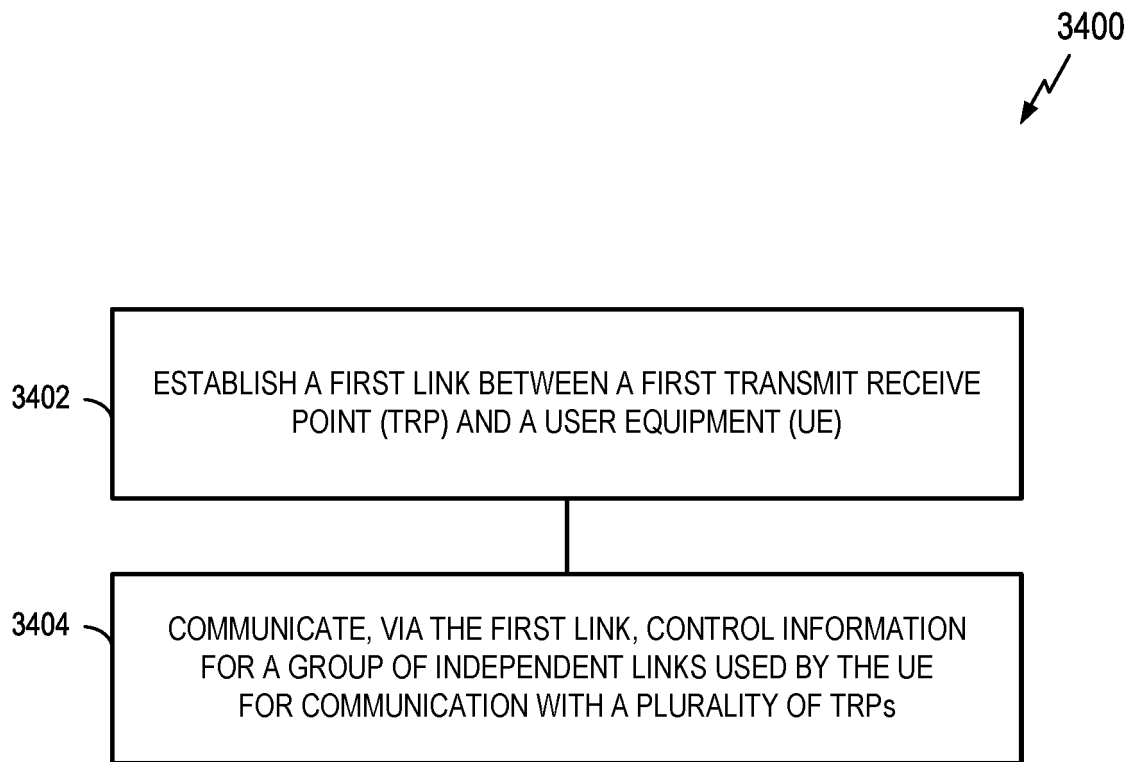 3400
3402
ESTABLISH A FIRST LINK BETWEEN A FIRST TRANSMIT RECEIVE
POINT (TRP) AND A USER EQUIPMENT (UE)
3404
COMMUNICATE, VIA THE FIRST LINK, CONTROL INFORMATION
FOR A GROUP OF INDEPENDENT LINKS USED BY THE UE
FOR COMMUNICATION WITH A PLURALITY OF TRPs